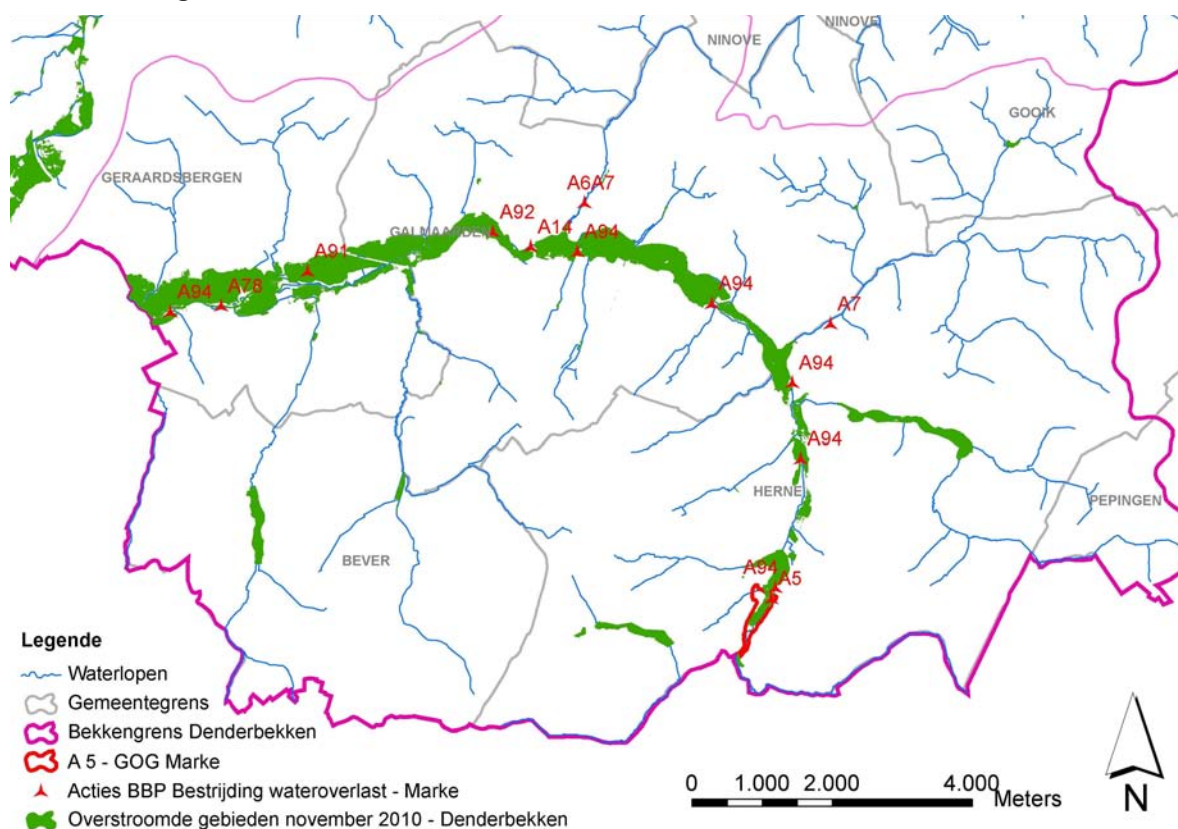 NINOVE
NINOVE
GOOIK
GERAARDSBERGEN
A6A7
A92
GALMAARDEN
A14
A94
A91
A94
A78
A94
A7
A94
A94
HERNE
PEPINGEN
BEVER
A94
A5
Legende
Waterlopen
Gemeentegrens
Bekkengrens Denderbekken
A 5 - GOG Marke
Acties BBP Bestrijding wateroverlast - Marke
Overstroomde gebieden november 2010 - Denderbekken
0 1.000 2.000 4.000
Meters
N